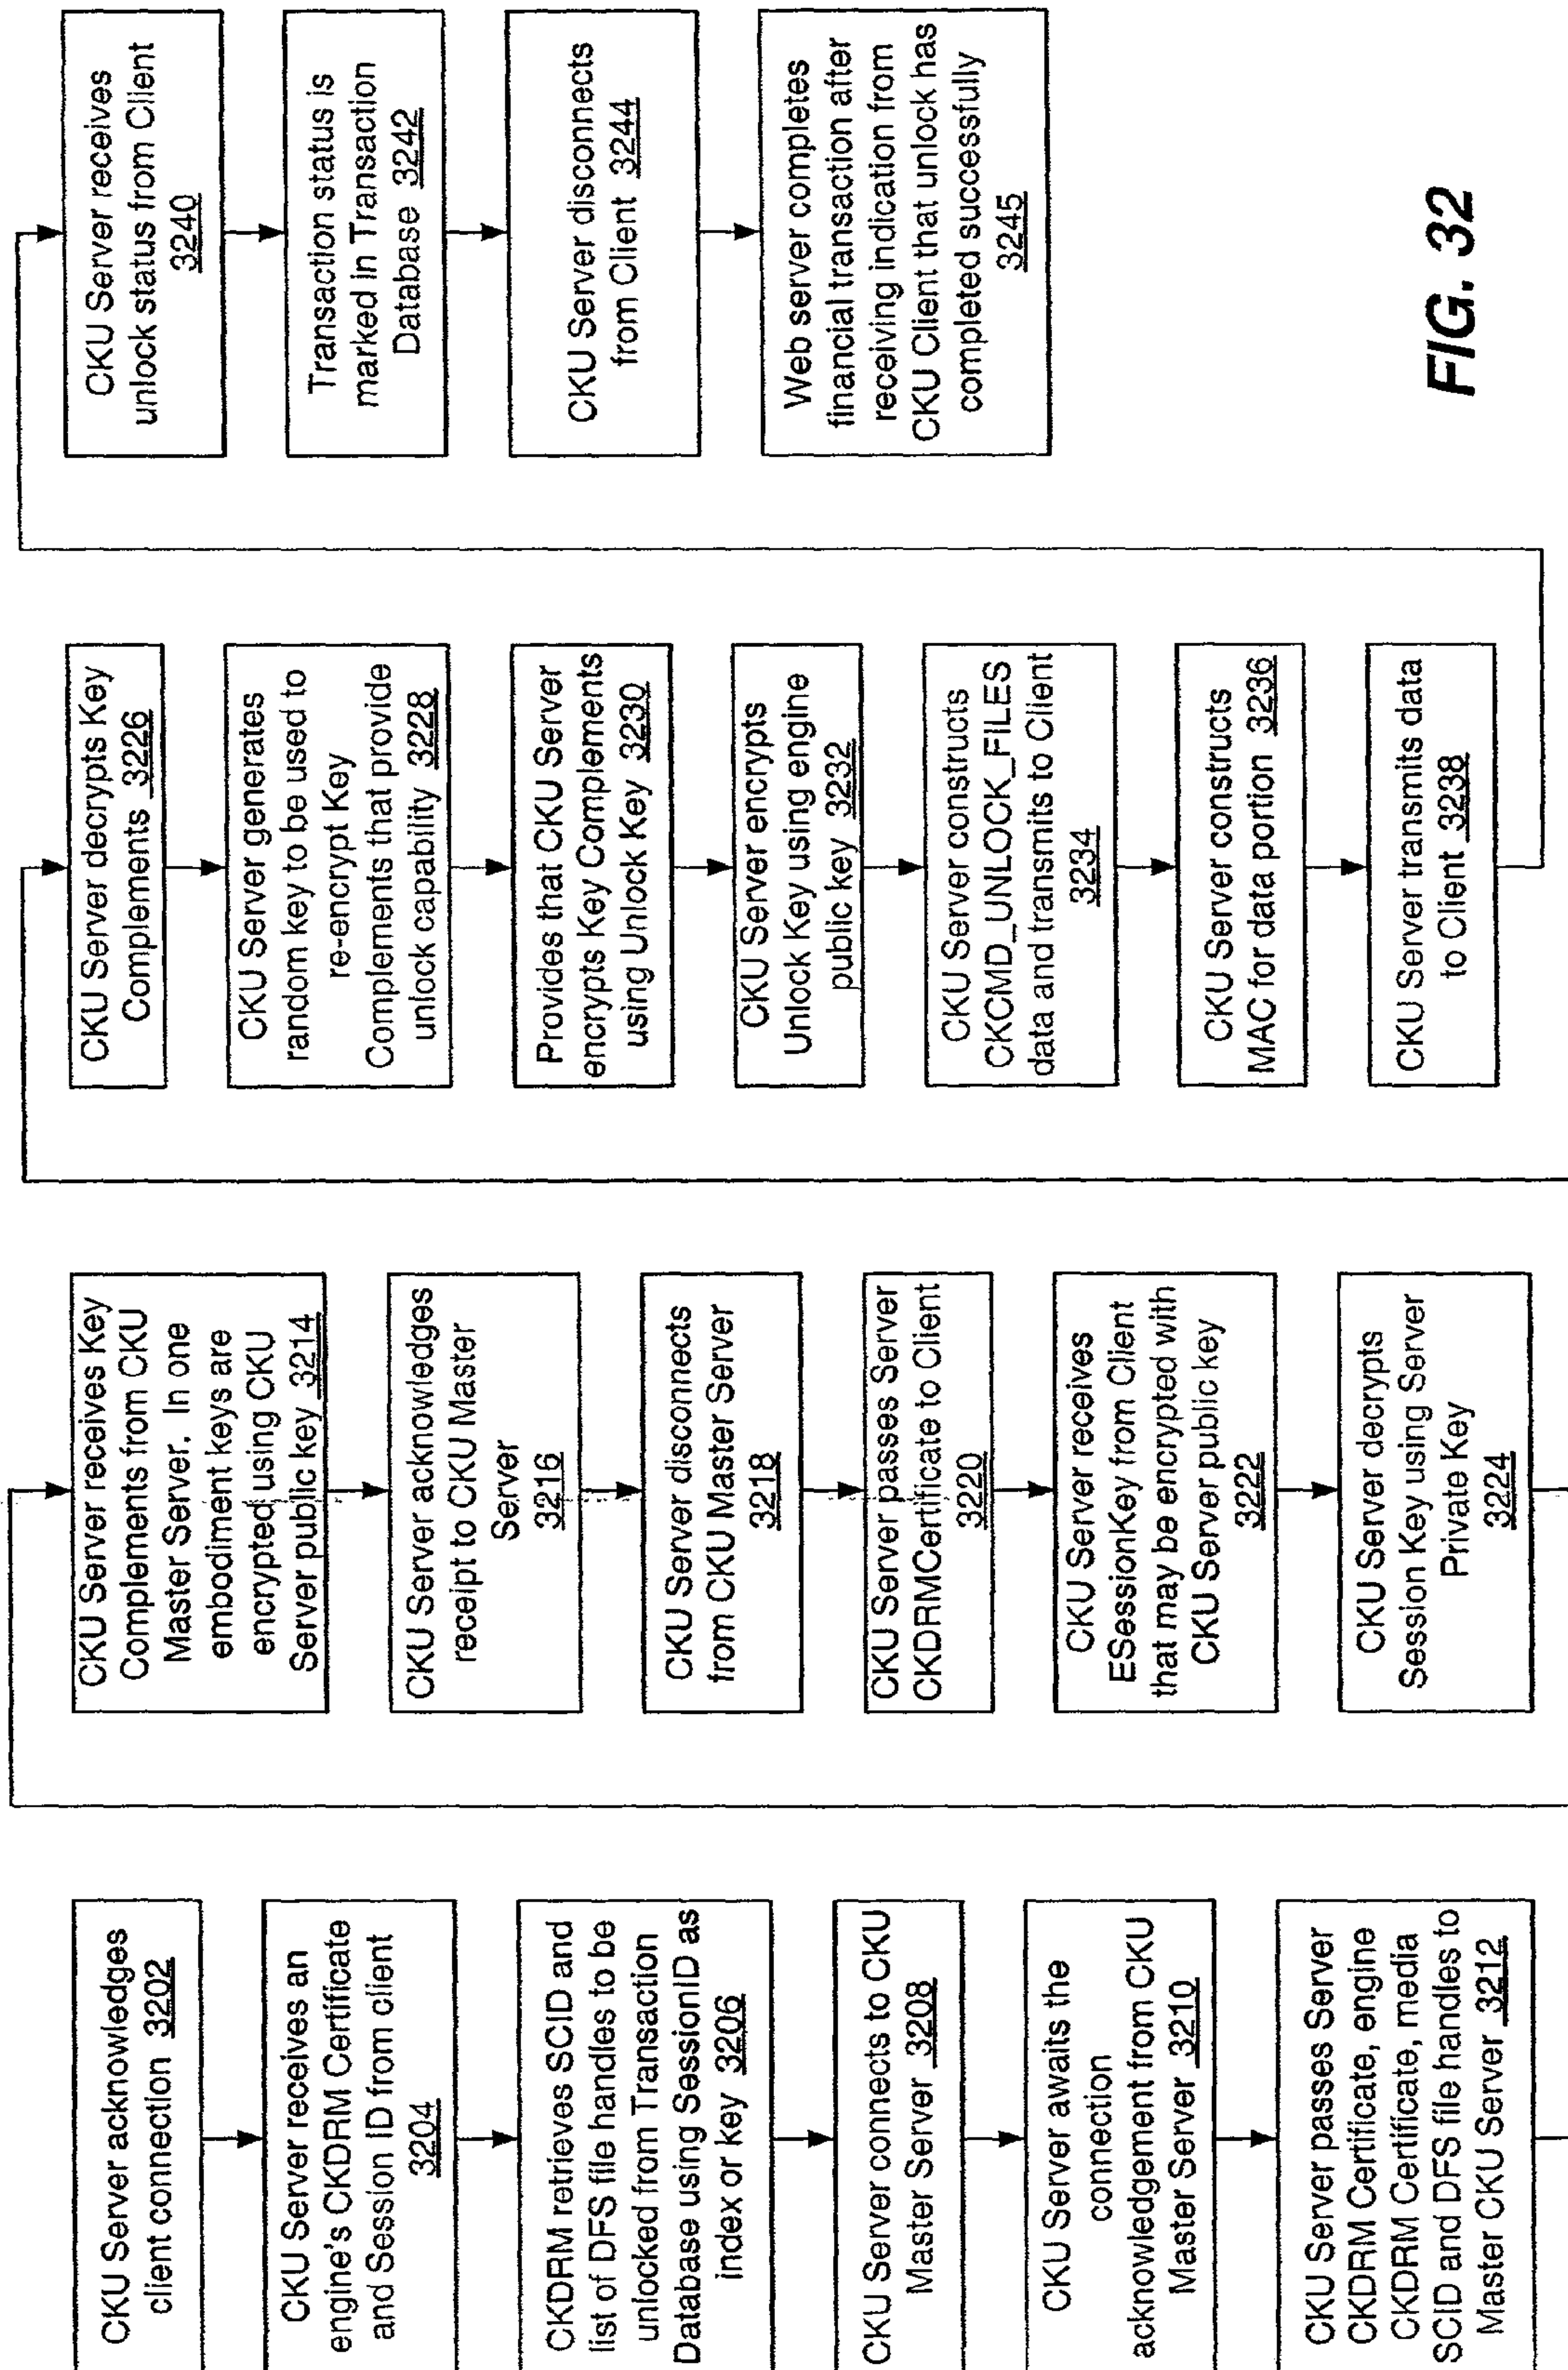 CKU Server acknowledges
client connection 3202
CKU Server receives an
engine's CKDRM Certificate
and Session ID from client
3204
CKDRM retrieves SCID and
list of DFS file handles to be
unlocked from Transaction
Database using SessionID as
index or key 3206
CKU Server connects to CKU
Master Server 3208
CKU Server awaits the
connection
acknowledgement from CKU
Master Server 3210
CKU Server passes Server
CKDRM Certificate, engine
CKDRM Certificate, media
SCID and DFS file handles to
Master CKU Server 3212
CKU Server receives Key
Complements from CKU
Master Server. In one
embodiment keys are
encrypted using CKU
Server public key 3214
CKU Server acknowledges
receipt to CKU Master
Server
3216
CKU Server disconnects
from CKU Master Server
3218
CKU Server passes Server
CKDRMCertificate to Client
3220
CKU Server receives
ESessionKey from Client
that may be encrypted with
CKU Server public key
3222
CKU Server decrypts
Session Key using Server
Private Key
3224
CKU Server decrypts Key
Complements 3226
CKU Server generates
random key to be used to
re-encrypt Key
Complements that provide
unlock capability 3228
Provides that CKU Server
encrypts Key Complements
using Unlock Key 3230
CKU Server encrypts
Unlock Key using engine
public key 3232
CKU Server constructs
CKCMD_UNLOCK_FILES
data and transmits to Client
3234
CKU Server constructs
MAC for data portion 3236
CKU Server transmits data
to Client 3238
CKU Server receives
unlock status from Client
3240
Transaction status is
marked in Transaction
Database 3242
CKU Server disconnects
from Client 3244
Web server completes
financial transaction after
receiving indication from
CKU Client that unlock has
completed successfully
3245
FIG. 32